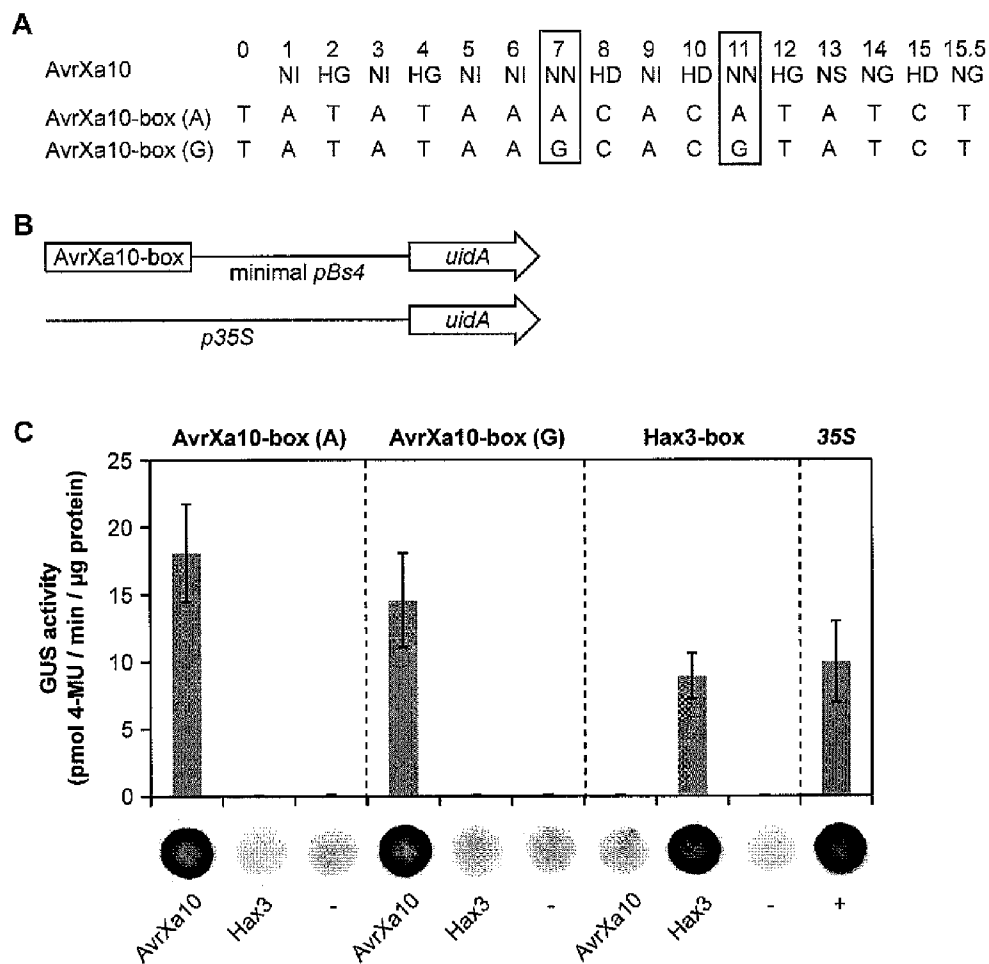 A
0 1 2 3 4 5 6 7 8 9 10 11 12 13 14 15 15.5
AvrXa10 NI HG NI HG NI NI NN HD NI HD NN HG NS NG HD NG
AvrXa10-box (A) T A T A T A A A C A C A T A T C T
AvrXa10-box (G) T A T A T A A G C A C G T A T C T
B
AvrXa10-box minimal pBs4 uidA
p35S uidA
C
AvrXa10-box (A) AvrXa10-box (G) Hax3-box 35S
GUS activity
(pmol 4-MU / min / µg protein)
25
20
15
10
5
0
AvrXa10 Hax3 - AvrXa10 Hax3 - AvrXa10 Hax3 - +